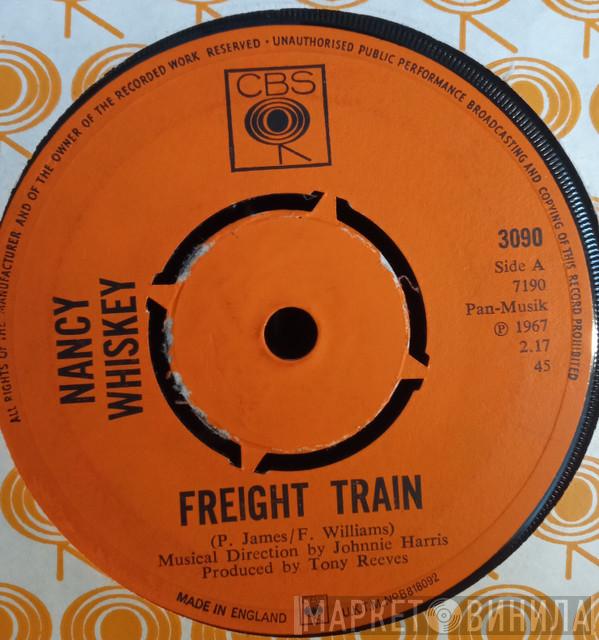 ALL RIGHTS OF THE MANUFACTURER AND OF THE OWNER OF THE RECORDED WORK RESERVED · UNAUTHORISED PUBLIC PERFORMANCE BROADCASTING AND COPYING OF THIS RECORD PROHIBITED
CBS
3090
Side A
7190
Pan-Musik
℗ 1967
2.17
45
NANCY
WHISKEY
FREIGHT TRAIN
(P. James/F. Williams)
Musical Direction by Johnnie Harris
Produced by Tony Reeves
MADE IN ENGLAND
МАРКЕТ ВИНИЛА